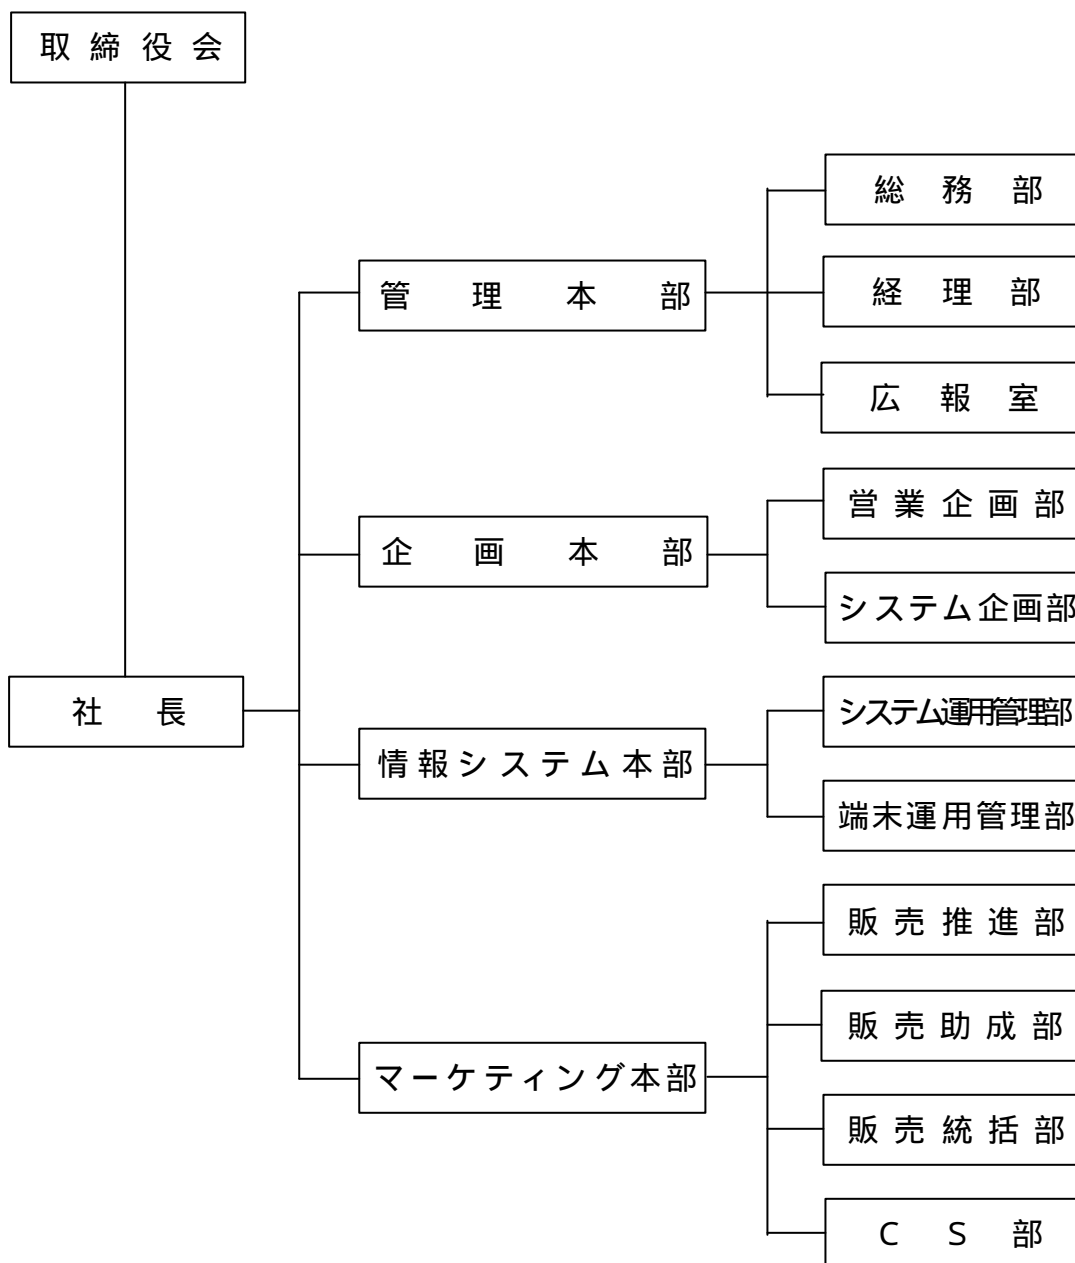 取締役会
総務部
管理本部
経理部
広報室
営業企画部
企画本部
システム企画部
社長
システム運用管理部
情報システム本部
端末運用管理部
販売推進部
販売助成部
マーケティング本部
販売統括部
CS部